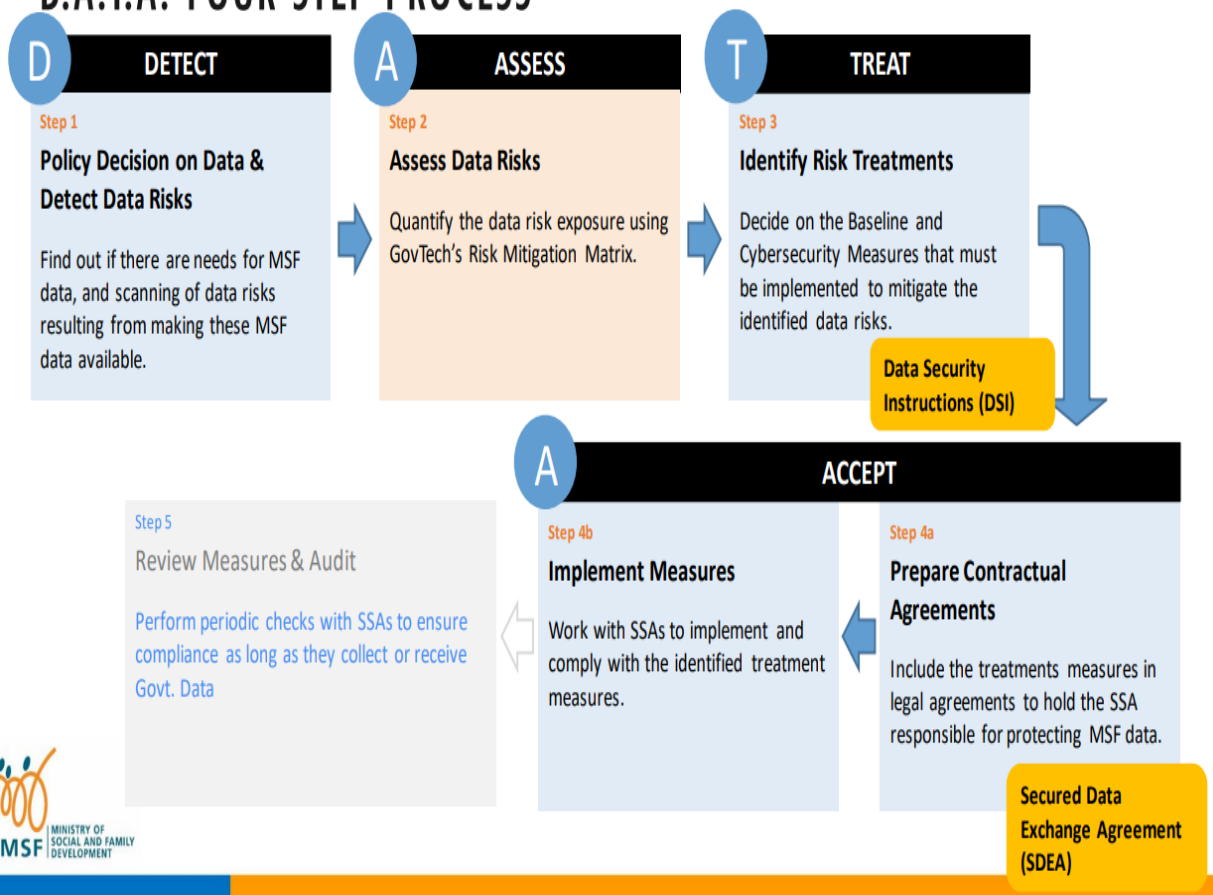 D.A.T.A. FOUR STEP PROCESS
D
DETECT
Step 1
Policy Decision on Data &
Detect Data Risks
Find out if there are needs for MSF
data, and scanning of data risks
resulting from making these MSF
data available.
A
ASSESS
Step 2
Assess Data Risks
Quantify the data risk exposure using
GovTech's Risk Mitigation Matrix.
T
TREAT
Step 3
Identify Risk Treatments
Decide on the Baseline and
Cybersecurity Measures that must
be implemented to mitigate the
identified data risks.
Data Security
Instructions (DSI)
A
ACCEPT
Step 4a
Prepare Contractual
Agreements
Include the treatments measures in
legal agreements to hold the SSA
responsible for protecting MSF data.
Secured Data
Exchange Agreement
(SDEA)
Step 4b
Implement Measures
Work with SSAs to implement and
comply with the identified treatment
measures.
Step 5
Review Measures & Audit
Perform periodic checks with SSAs to ensure
compliance as long as they collect or receive
Govt. Data
MSF
MINISTRY OF
SOCIAL AND FAMILY
DEVELOPMENT